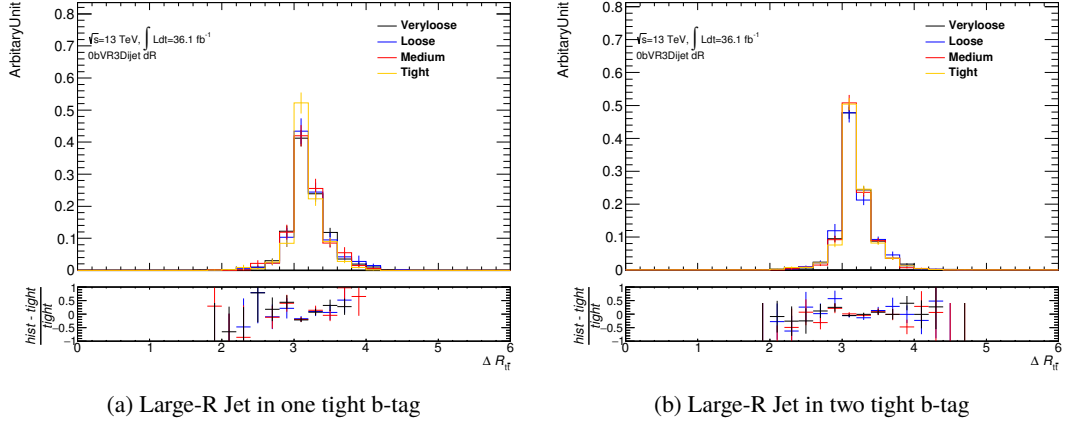 ArbitaryUnit
0.8
0.7
0.6
0.5
0.4
0.3
0.2
0.1
0
√s=13 TeV, ∫ Ldt=36.1 fb⁻¹
0bVR3Dijet dR
Veryloose
Loose
Medium
Tight
hist - tight
tight
1
0.5
0
−0.5
−1
0 1 2 3 4 5 6
Δ R_tt̄
(a) Large-R Jet in one tight b-tag
ArbitaryUnit
0.8
0.7
0.6
0.5
0.4
0.3
0.2
0.1
0
√s=13 TeV, ∫ Ldt=36.1 fb⁻¹
0bVR3Dijet dR
Veryloose
Loose
Medium
Tight
hist - tight
tight
1
0.5
0
−0.5
−1
0 1 2 3 4 5 6
Δ R_tt̄
(b) Large-R Jet in two tight b-tag